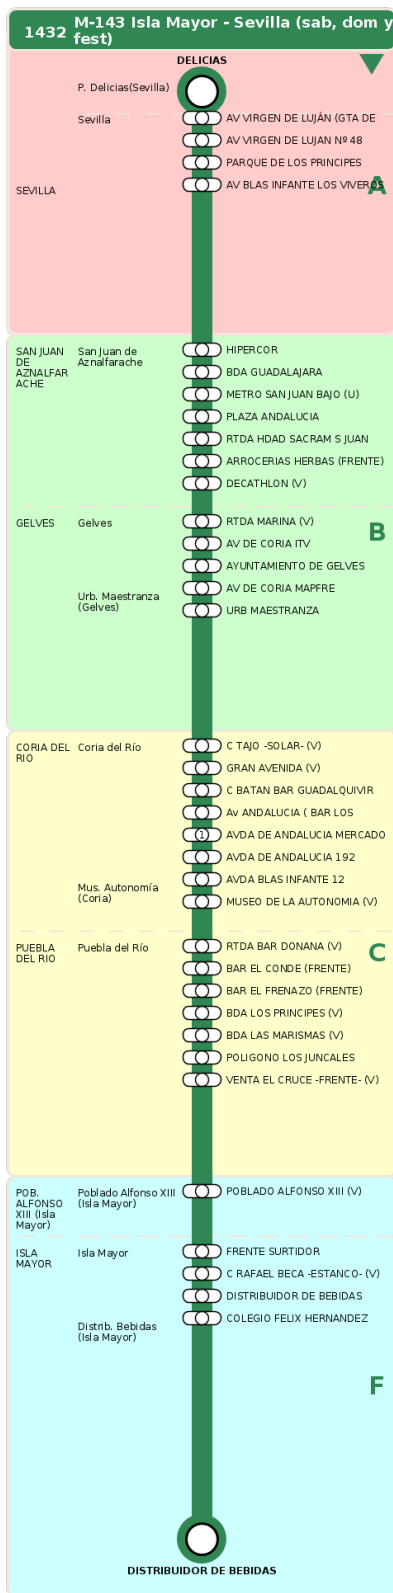 1432 M-143 Isla Mayor - Sevilla (sab, dom y
fest)
DELICIAS
P. Delicias(Sevilla)
Sevilla
AV VIRGEN DE LUJÁN (GTA DE
AV VIRGEN DE LUJAN Nº 48
PARQUE DE LOS PRINCIPES
SEVILLA
AV BLAS INFANTE LOS VIVEROS
A
SAN JUAN
DE
AZNALFAR
ACHE
San Juan de
Aznalfarache
HIPERCOR
BDA GUADALAJARA
METRO SAN JUAN BAJO (U)
PLAZA ANDALUCIA
RTDA HDAD SACRAM S JUAN
ARROCERIAS HERBAS (FRENTE)
DECATHLON (V)
GELVES
Gelves
RTDA MARINA (V)
B
AV DE CORIA ITV
AYUNTAMIENTO DE GELVES
AV DE CORIA MAPFRE
Urb. Maestranza
(Gelves)
URB MAESTRANZA
CORIA DEL
RIO
Coria del Río
C TAJO -SOLAR- (V)
GRAN AVENIDA (V)
C BATAN BAR GUADALQUIVIR
Av ANDALUCIA ( BAR LOS
1
AVDA DE ANDALUCIA MERCADO
AVDA DE ANDALUCIA 192
AVDA BLAS INFANTE 12
Mus. Autonomía
(Coria)
MUSEO DE LA AUTONOMIA (V)
PUEBLA
DEL RIO
Puebla del Río
RTDA BAR DONANA (V)
C
BAR EL CONDE (FRENTE)
BAR EL FRENAZO (FRENTE)
BDA LOS PRINCIPES (V)
BDA LAS MARISMAS (V)
POLIGONO LOS JUNCALES
VENTA EL CRUCE -FRENTE- (V)
POB.
ALFONSO
XIII (Isla
Mayor)
Poblado Alfonso XIII
(Isla Mayor)
POBLADO ALFONSO XIII (V)
ISLA
MAYOR
Isla Mayor
FRENTE SURTIDOR
C RAFAEL BECA -ESTANCO- (V)
DISTRIBUIDOR DE BEBIDAS
COLEGIO FELIX HERNANDEZ
Distrib. Bebidas
(Isla Mayor)
F
DISTRIBUIDOR DE BEBIDAS